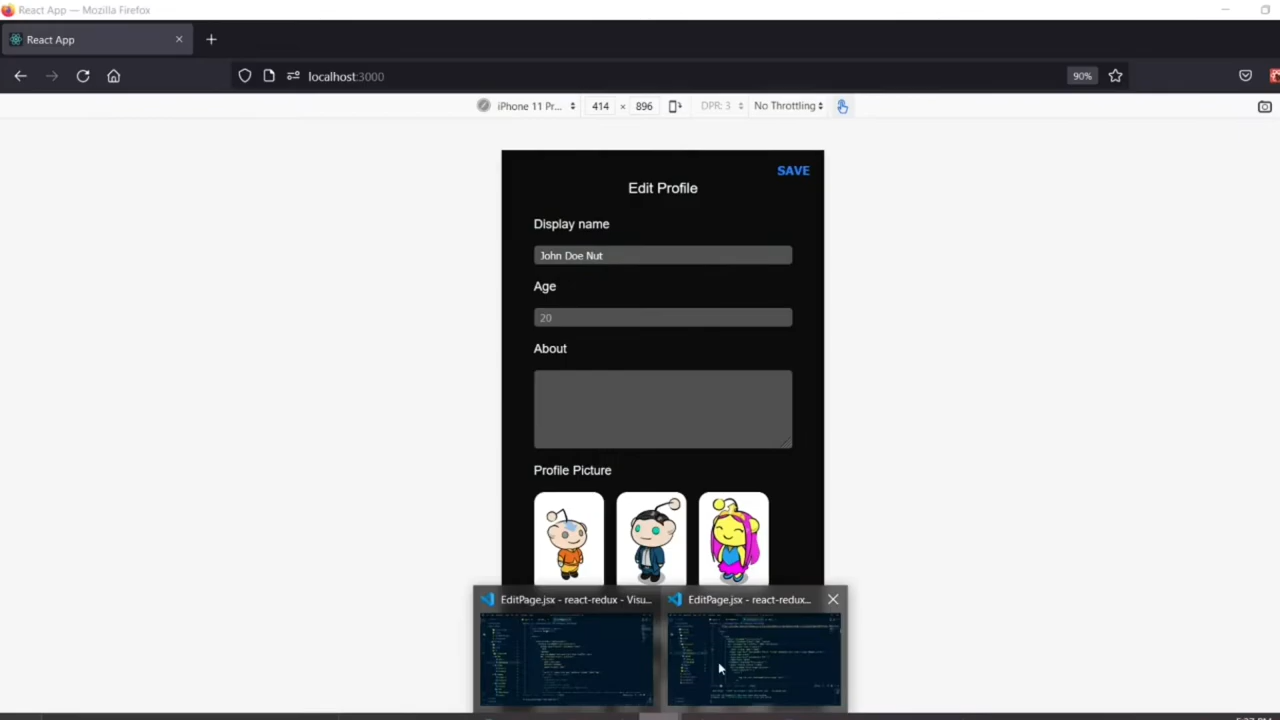 React App — Mozilla Firefox
React App
localhost:3000
90%
iPhone 11 Pr...
414 × 896
DPR: 3
No Throttling
SAVE
Edit Profile
Display name
John Doe Nut
Age
20
About
Profile Picture
EditPage.jsx - react-redux - Visu...
EditPage.jsx - react-redux...